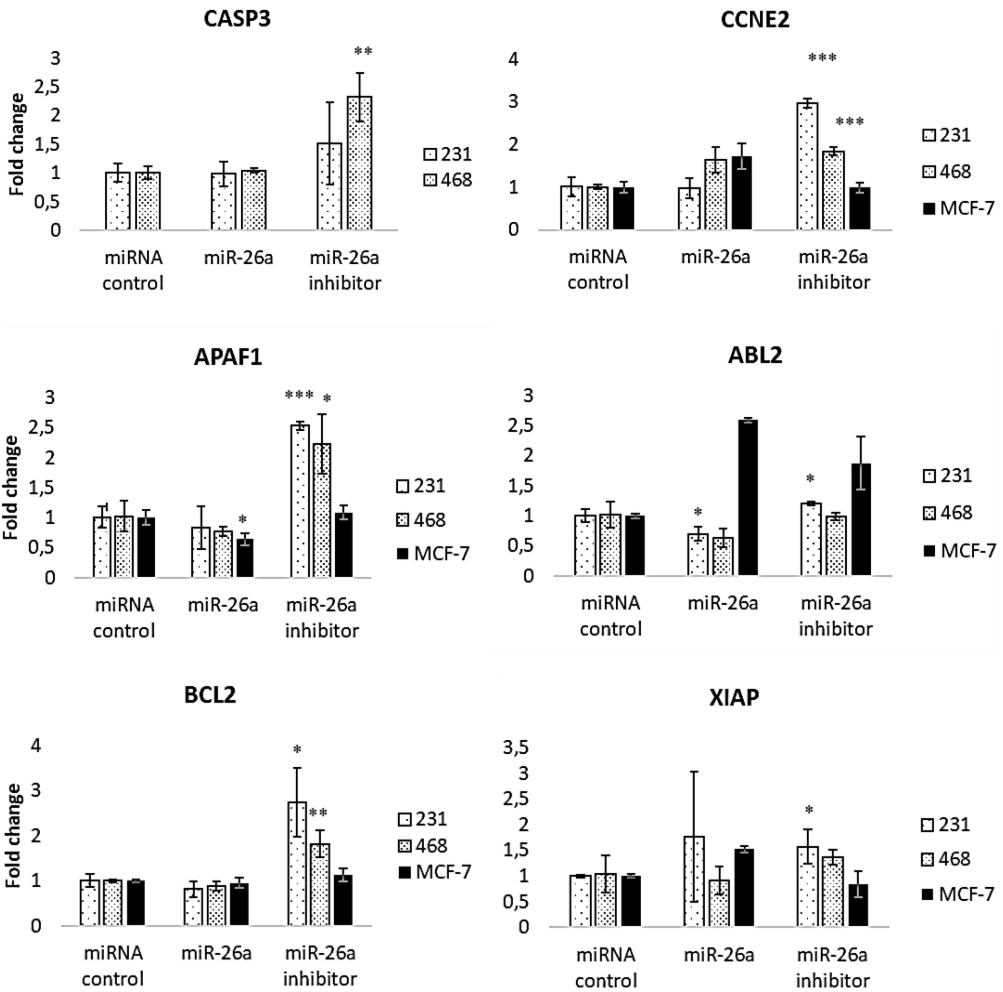 CASP3
Fold change
3
2,5
2
1,5
1
0,5
0
**
miRNA control
miR-26a
miR-26a inhibitor
231
468
CCNE2
4
3
2
1
0
***
***
miRNA control
miR-26a
miR-26a inhibitor
231
468
MCF-7
APAF1
Fold change
3
2,5
2
1,5
1
0,5
0
*
*** *
miRNA control
miR-26a
miR-26a inhibitor
231
468
MCF-7
ABL2
3
2,5
2
1,5
1
0,5
0
*
*
miRNA control
miR-26a
miR-26a inhibitor
231
468
MCF-7
BCL2
Fold change
4
3
2
1
0
*
**
miRNA control
miR-26a
miR-26a inhibitor
231
468
MCF-7
XIAP
3,5
3
2,5
2
1,5
1
0,5
0
*
miRNA control
miR-26a
miR-26a inhibitor
231
468
MCF-7